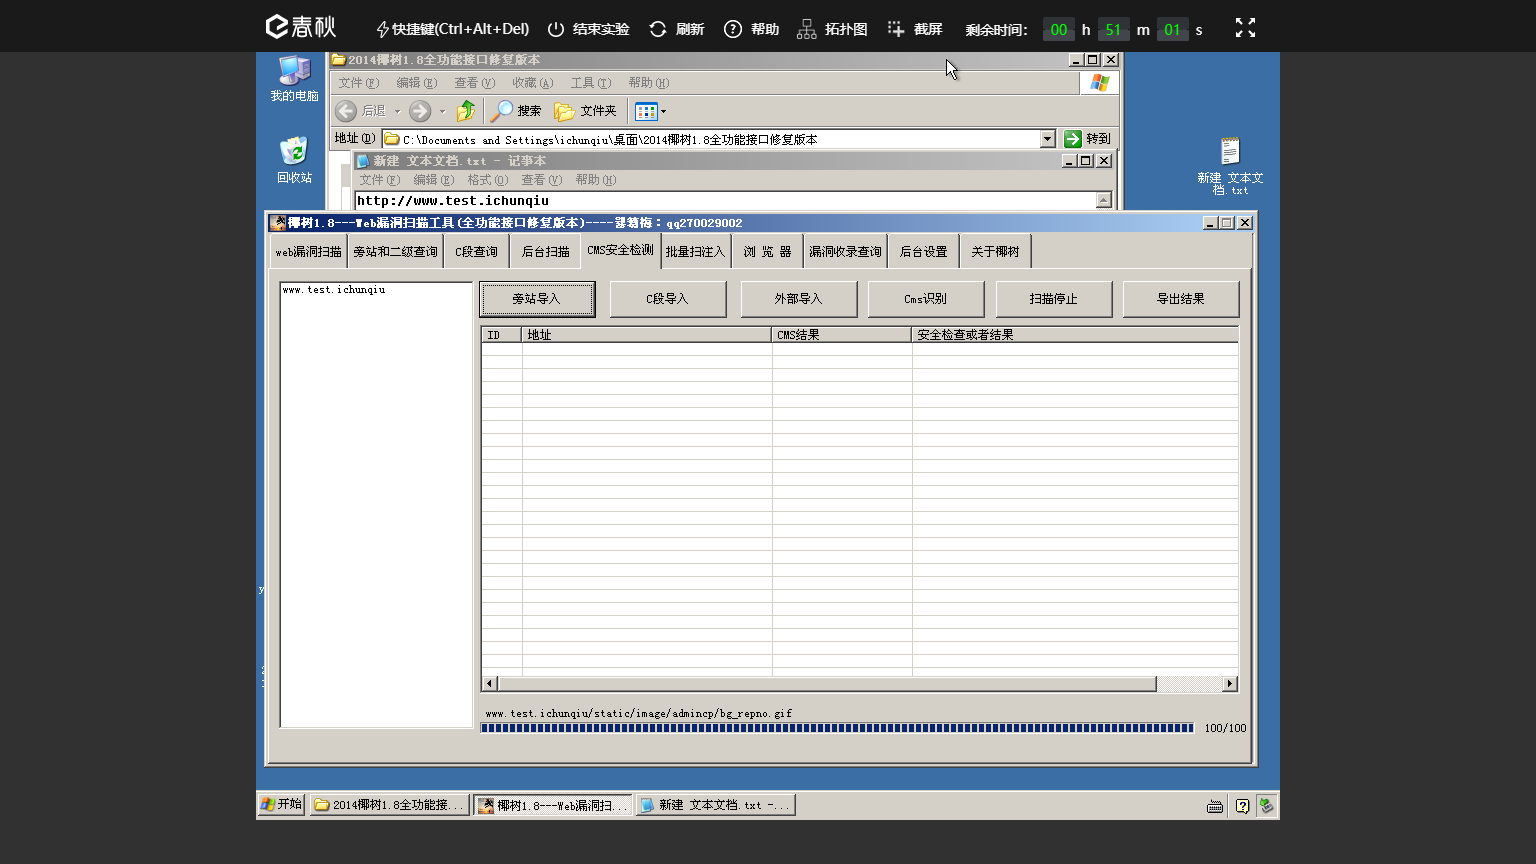 春秋 快捷键(Ctrl+Alt+Del) 结束实验 刷新 帮助 拓扑图 截屏 剩余时间： 00 h 51 m 01 s
我的电脑
回收站
新建 文本文
档.txt
2014椰树1.8全功能接口修复版本
文件(F) 编辑(E) 查看(V) 收藏(A) 工具(T) 帮助(H)
后退 搜索 文件夹
地址(D) C:\Documents and Settings\ichunqiu\桌面\2014椰树1.8全功能接口修复版本 转到
新建 文本文档.txt - 记事本
文件(F) 编辑(E) 格式(O) 查看(V) 帮助(H)
http://www.test.ichunqiu
椰树1.8---Web漏洞扫描工具(全功能接口修复版本)----: qq270029002
web漏洞扫描 旁站和二级查询 C段查询 后台扫描 CMS安全检测 批量扫注入 浏 览 器 漏洞收录查询 后台设置 关于椰树
www.test.ichunqiu
旁站导入 C段导入 外部导入 Cms识别 扫描停止 导出结果
ID 地址 CMS结果 安全检查或者结果
www.test.ichunqiu/static/image/admincp/bg_repno.gif
100/100
开始 2014椰树1.8全功能接... 椰树1.8---Web漏洞扫... 新建 文本文档.txt -...